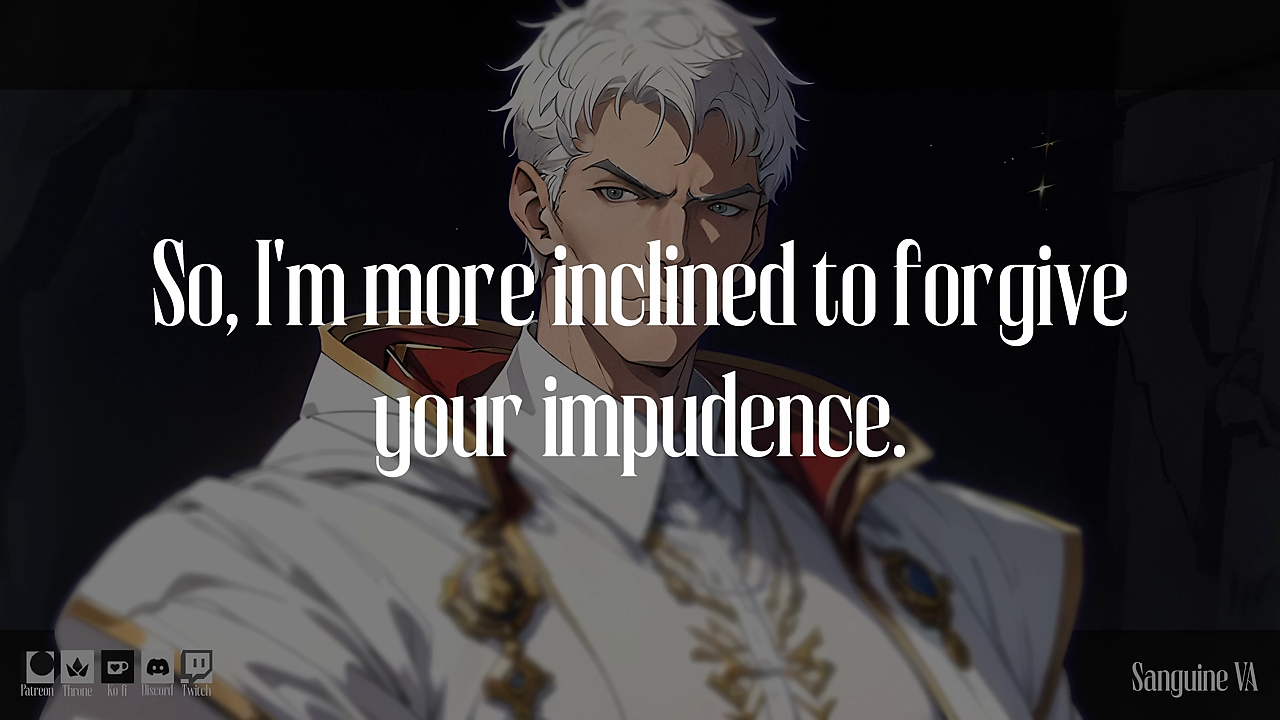 So, I'm more inclined to forgive
your impudence.
Patreon Throne Ko fi Discord Twitch
Sanguine VA